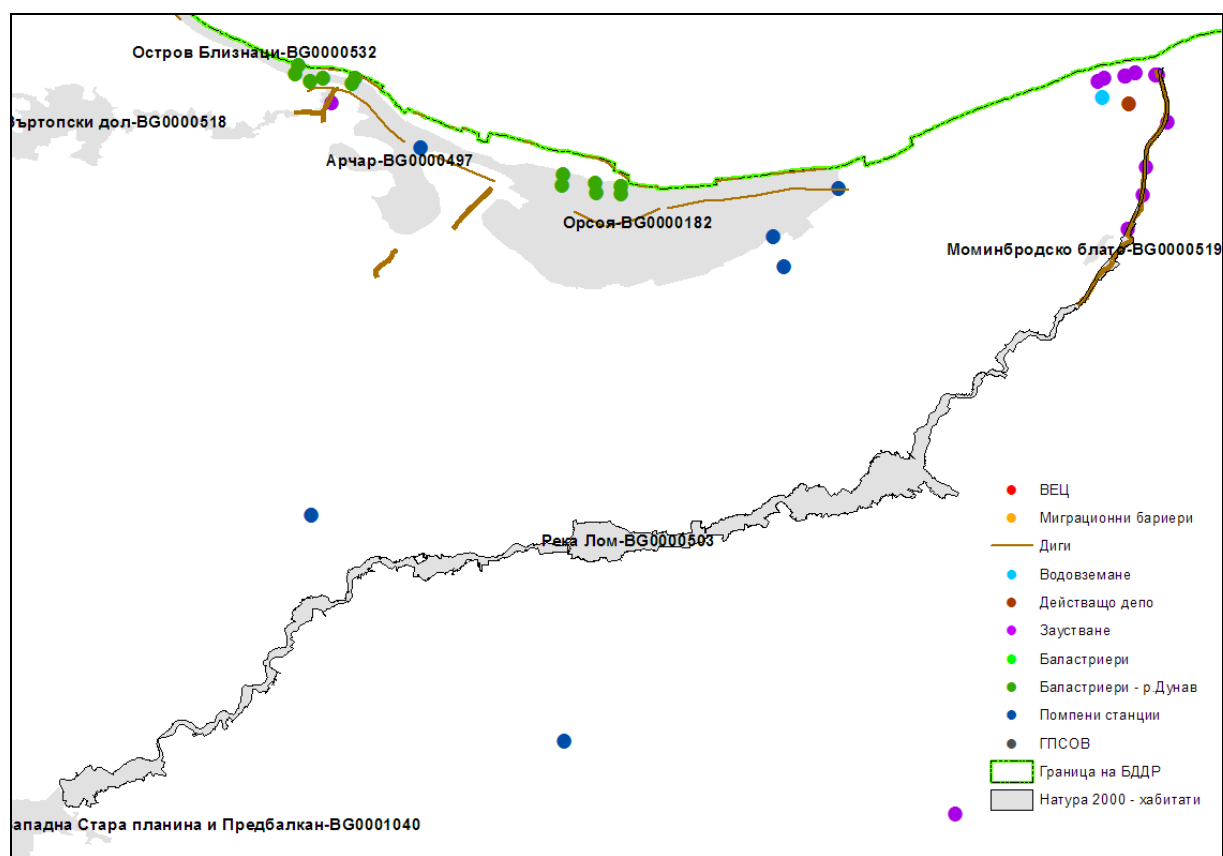 Остров Близнаци-BG0000532
ъртопски дол-BG0000518
Арчар-BG0000497
Орсоя-BG0000182
Моминбродско блато-BG0000519
Река Лом-BG0000503
ападна Стара планина и Предбалкан-BG0001040
ВЕЦ
Миграционни бариери
Диги
Водовземане
Действащо депо
Заустване
Баластриери
Баластриери - р.Дунав
Помпени станции
ГПСОВ
Граница на БДДР
Натура 2000 - хабитати